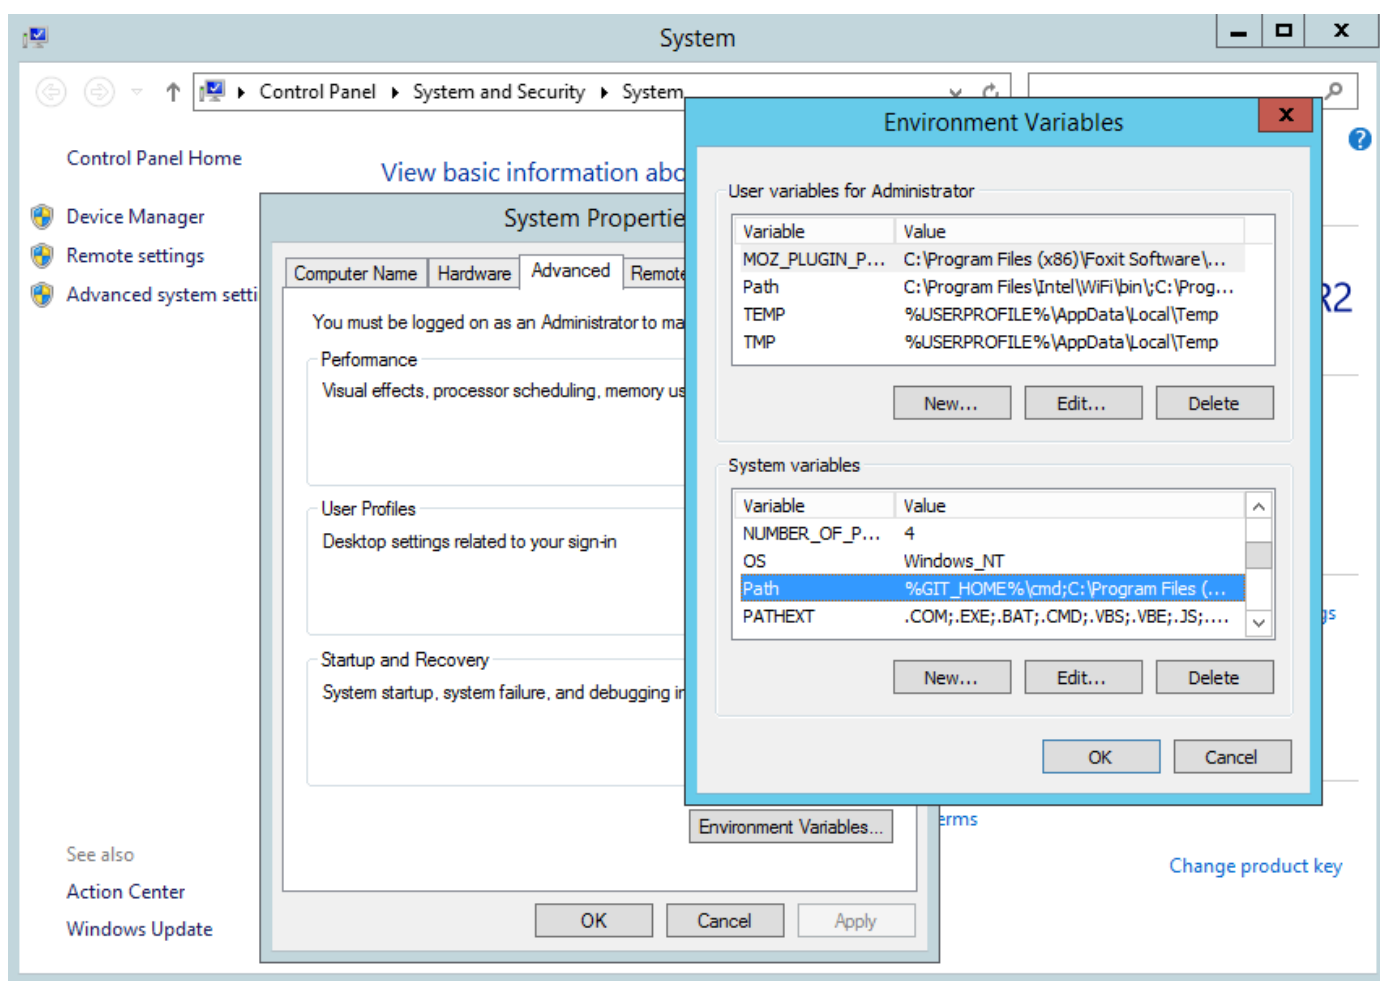 System
Control Panel
System and Security
System
Control Panel Home
Device Manager
Remote settings
Advanced system setti
See also
Action Center
Windows Update
View basic information abo
R2
erms
gs
Change product key
System Propertie
Computer Name
Hardware
Advanced
Remote
You must be logged on as an Administrator to ma
Performance
Visual effects, processor scheduling, memory us
User Profiles
Desktop settings related to your sign-in
Startup and Recovery
System startup, system failure, and debugging in
Environment Variables...
OK
Cancel
Apply
Environment Variables
User variables for Administrator
Variable Value
MOZ_PLUGIN_P... C:\Program Files (x86)\Foxit Software\...
Path C:\Program Files\Intel\WiFi\bin\;C:\Prog...
TEMP %USERPROFILE%\AppData\Local\Temp
TMP %USERPROFILE%\AppData\Local\Temp
New...
Edit...
Delete
System variables
Variable Value
NUMBER_OF_P... 4
OS Windows_NT
Path %GIT_HOME%\cmd;C:\Program Files (...
PATHEXT .COM;.EXE;.BAT;.CMD;.VBS;.VBE;.JS;....
New...
Edit...
Delete
OK
Cancel